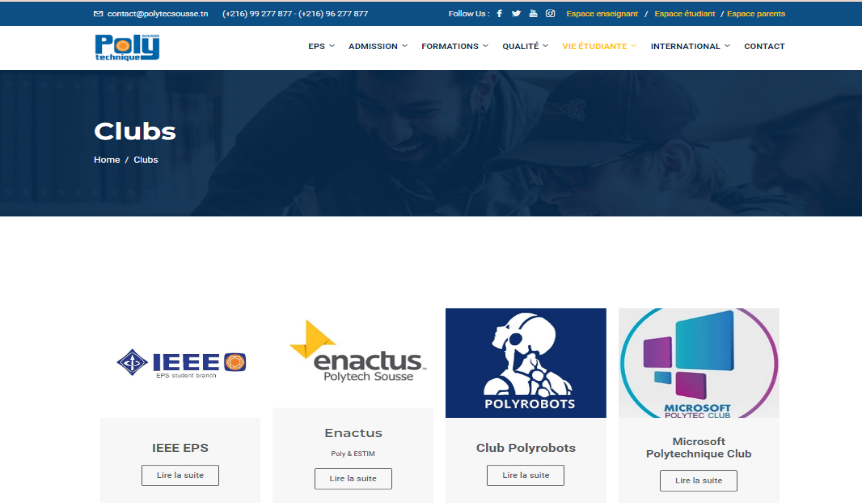 contact@polytecsousse.tn (+216) 99 277 877 - (+216) 96 277 877 Follow Us : Espace enseignant / Espace étudiant / Espace parents
Poly
technique
EPS ADMISSION FORMATIONS QUALITÉ VIE ÉTUDIANTE INTERNATIONAL CONTACT
Clubs
Home / Clubs
IEEE
EPS student branch
enactus
Polytech Sousse
POLYROBOTS
MICROSOFT
POLYTEC CLUB
IEEE EPS
Lire la suite
Enactus
Poly & ESTIM
Lire la suite
Club Polyrobots
Lire la suite
Microsoft
Polytechnique Club
Lire la suite